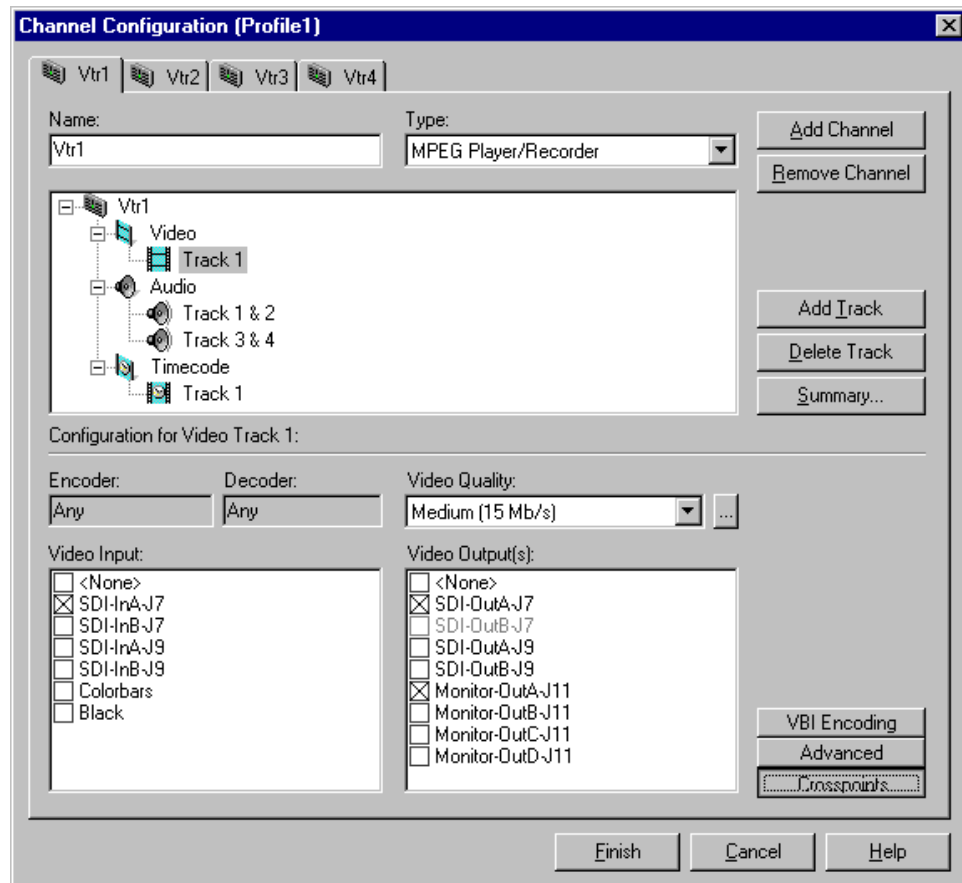 Channel Configuration (Profile1)
Vtr1 Vtr2 Vtr3 Vtr4
Name:
Vtr1
Type:
MPEG Player/Recorder
Add Channel
Remove Channel
Vtr1
Video
Track 1
Audio
Track 1 & 2
Track 3 & 4
Timecode
Track 1
Add Track
Delete Track
Summary...
Configuration for Video Track 1:
Encoder:
Any
Decoder:
Any
Video Quality:
Medium (15 Mb/s)
...
Video Input:
<None>
SDI-InA-J7
SDI-InB-J7
SDI-InA-J9
SDI-InB-J9
Colorbars
Black
Video Output(s):
<None>
SDI-OutA-J7
SDI-OutB-J7
SDI-OutA-J9
SDI-OutB-J9
Monitor-OutA-J11
Monitor-OutB-J11
Monitor-OutC-J11
Monitor-OutD-J11
VBI Encoding
Advanced
Crosspoints
Finish
Cancel
Help